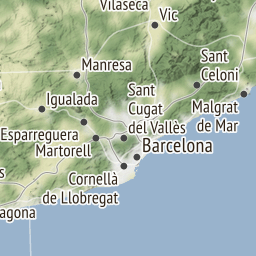 Vilaseca
Vic
Manresa
Sant
Celoni
Sant
Cugat
del Vallès
Igualada
Malgrat
de Mar
Esparreguera
Martorell
Barcelona
Cornellà
de Llobregat
agona